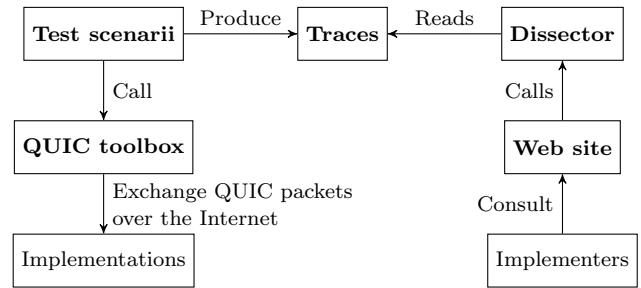 Test scenarii
Produce
Traces
Reads
Dissector
Call
Calls
QUIC toolbox
Web site
Exchange QUIC packets
over the Internet
Consult
Implementations
Implementers